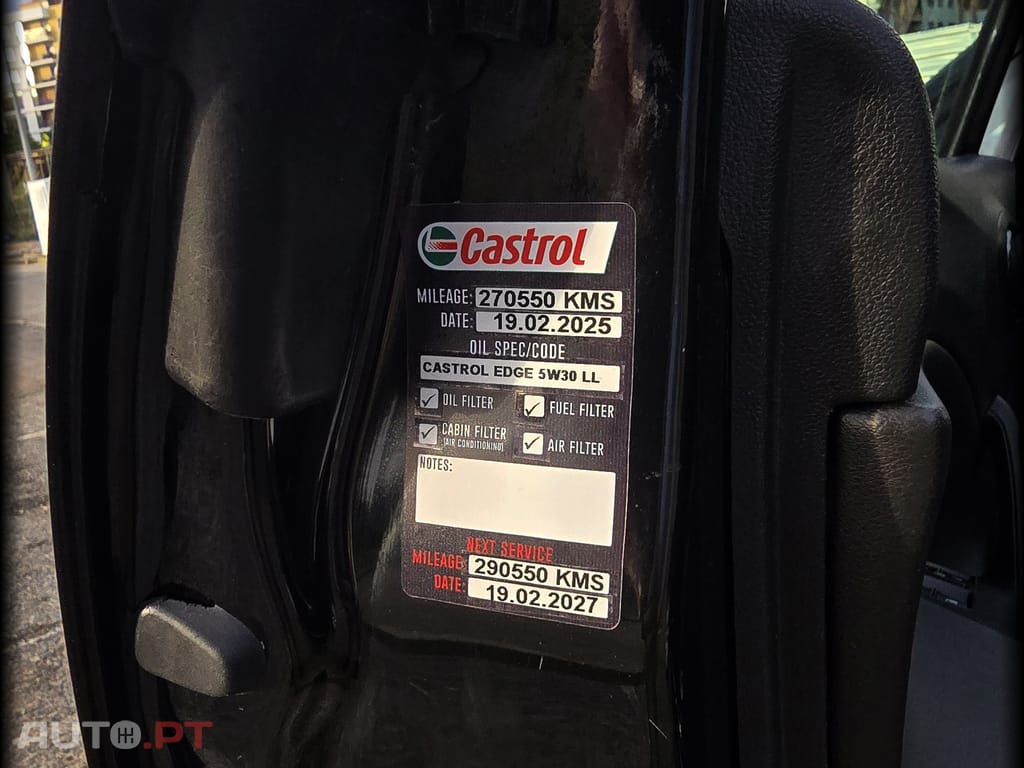 Castrol
MILEAGE: 270550 KMS
DATE: 19.02.2025
OIL SPEC/CODE
CASTROL EDGE 5W30 LL
OIL FILTER FUEL FILTER
CABIN FILTER AIR FILTER
(AIR CONDITIONING)
NOTES:
NEXT SERVICE
MILEAGE: 290550 KMS
DATE: 19.02.2027
AUTO.PT